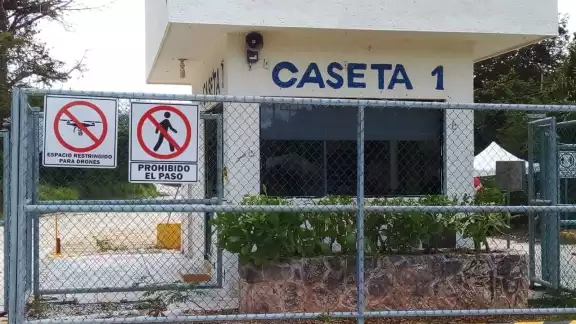 CASETA 1
ESPACIO RESTRINGIDO
PARA DRONES
PROHIBIDO
EL PASO